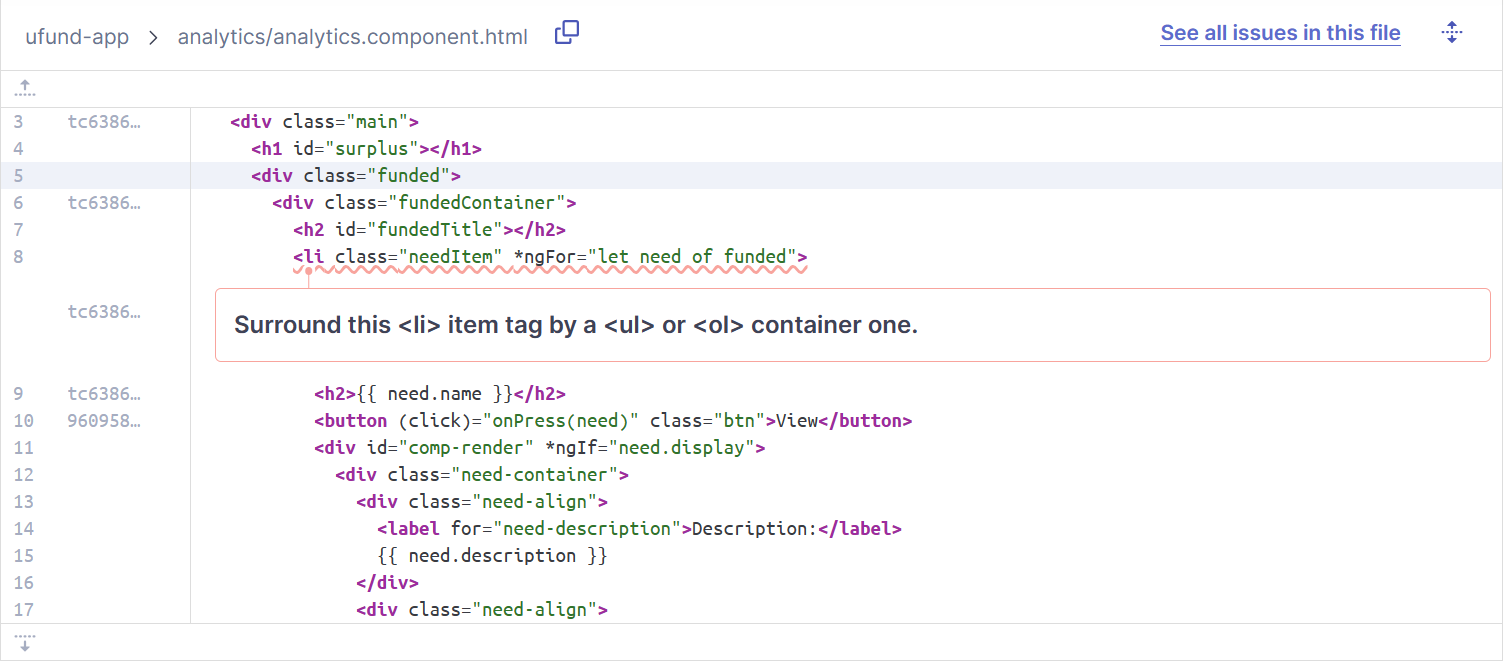 ufund-app > analytics/analytics.component.html
See all issues in this file
3 tc6386… <div class="main">
4 <h1 id="surplus"></h1>
5 <div class="funded">
6 tc6386… <div class="fundedContainer">
7 <h2 id="fundedTitle"></h2>
8 <li class="needItem" *ngFor="let need of funded">
tc6386…
Surround this <li> item tag by a <ul> or <ol> container one.
9 tc6386… <h2>{{ need.name }}</h2>
10 960958… <button (click)="onPress(need)" class="btn">View</button>
11 <div id="comp-render" *ngIf="need.display">
12 <div class="need-container">
13 <div class="need-align">
14 <label for="need-description">Description:</label>
15 {{ need.description }}
16 </div>
17 <div class="need-align">